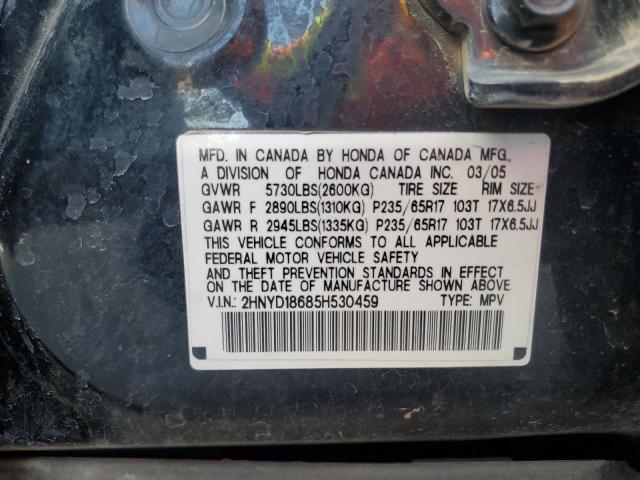 MFD. IN CANADA BY HONDA OF CANADA MFG.,
A DIVISION OF HONDA CANADA INC. 03/05
GVWR 5730LBS(2600KG) TIRE SIZE RIM SIZE
GAWR F 2890LBS(1310KG) P235/65R17 103T 17X6.5JJ
GAWR R 2945LBS(1335KG) P235/65R17 103T 17X6.5JJ
THIS VEHICLE CONFORMS TO ALL APPLICABLE
FEDERAL MOTOR VEHICLE SAFETY
AND THEFT PREVENTION STANDARDS IN EFFECT
ON THE DATE OF MANUFACTURE SHOWN ABOVE
V.I.N.: 2HNYD18685H530459 TYPE: MPV